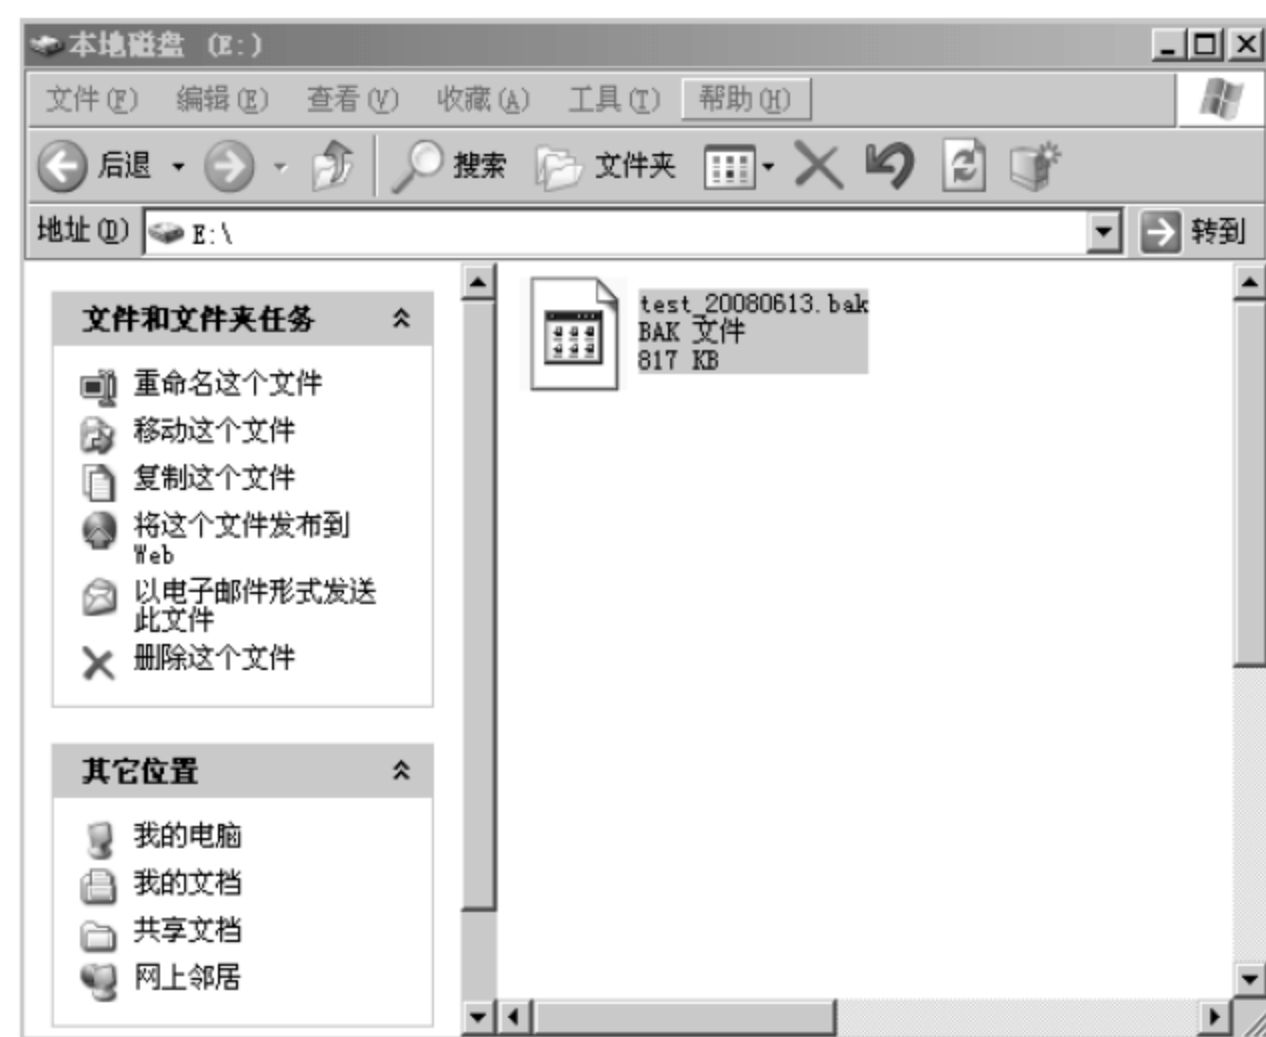 本地磁盘 (E:)
文件(F) 编辑(E) 查看(V) 收藏(A) 工具(T) 帮助(H)
后退 搜索 文件夹
地址(D) E:\ 转到
文件和文件夹任务
重命名这个文件
移动这个文件
复制这个文件
将这个文件发布到
Web
以电子邮件形式发送
此文件
删除这个文件
其它位置
我的电脑
我的文档
共享文档
网上邻居
test_20080613.bak
BAK 文件
817 KB